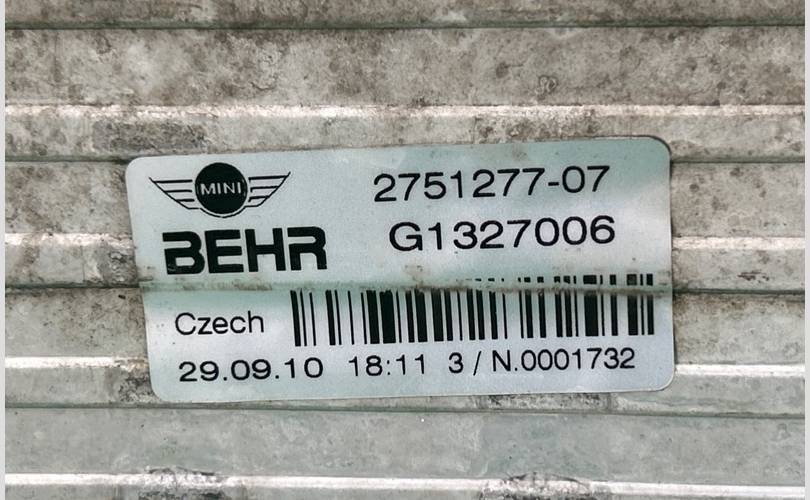 MINI
2751277-07
BEHR
G1327006
Czech
29.09.10 18:11 3 / N.0001732